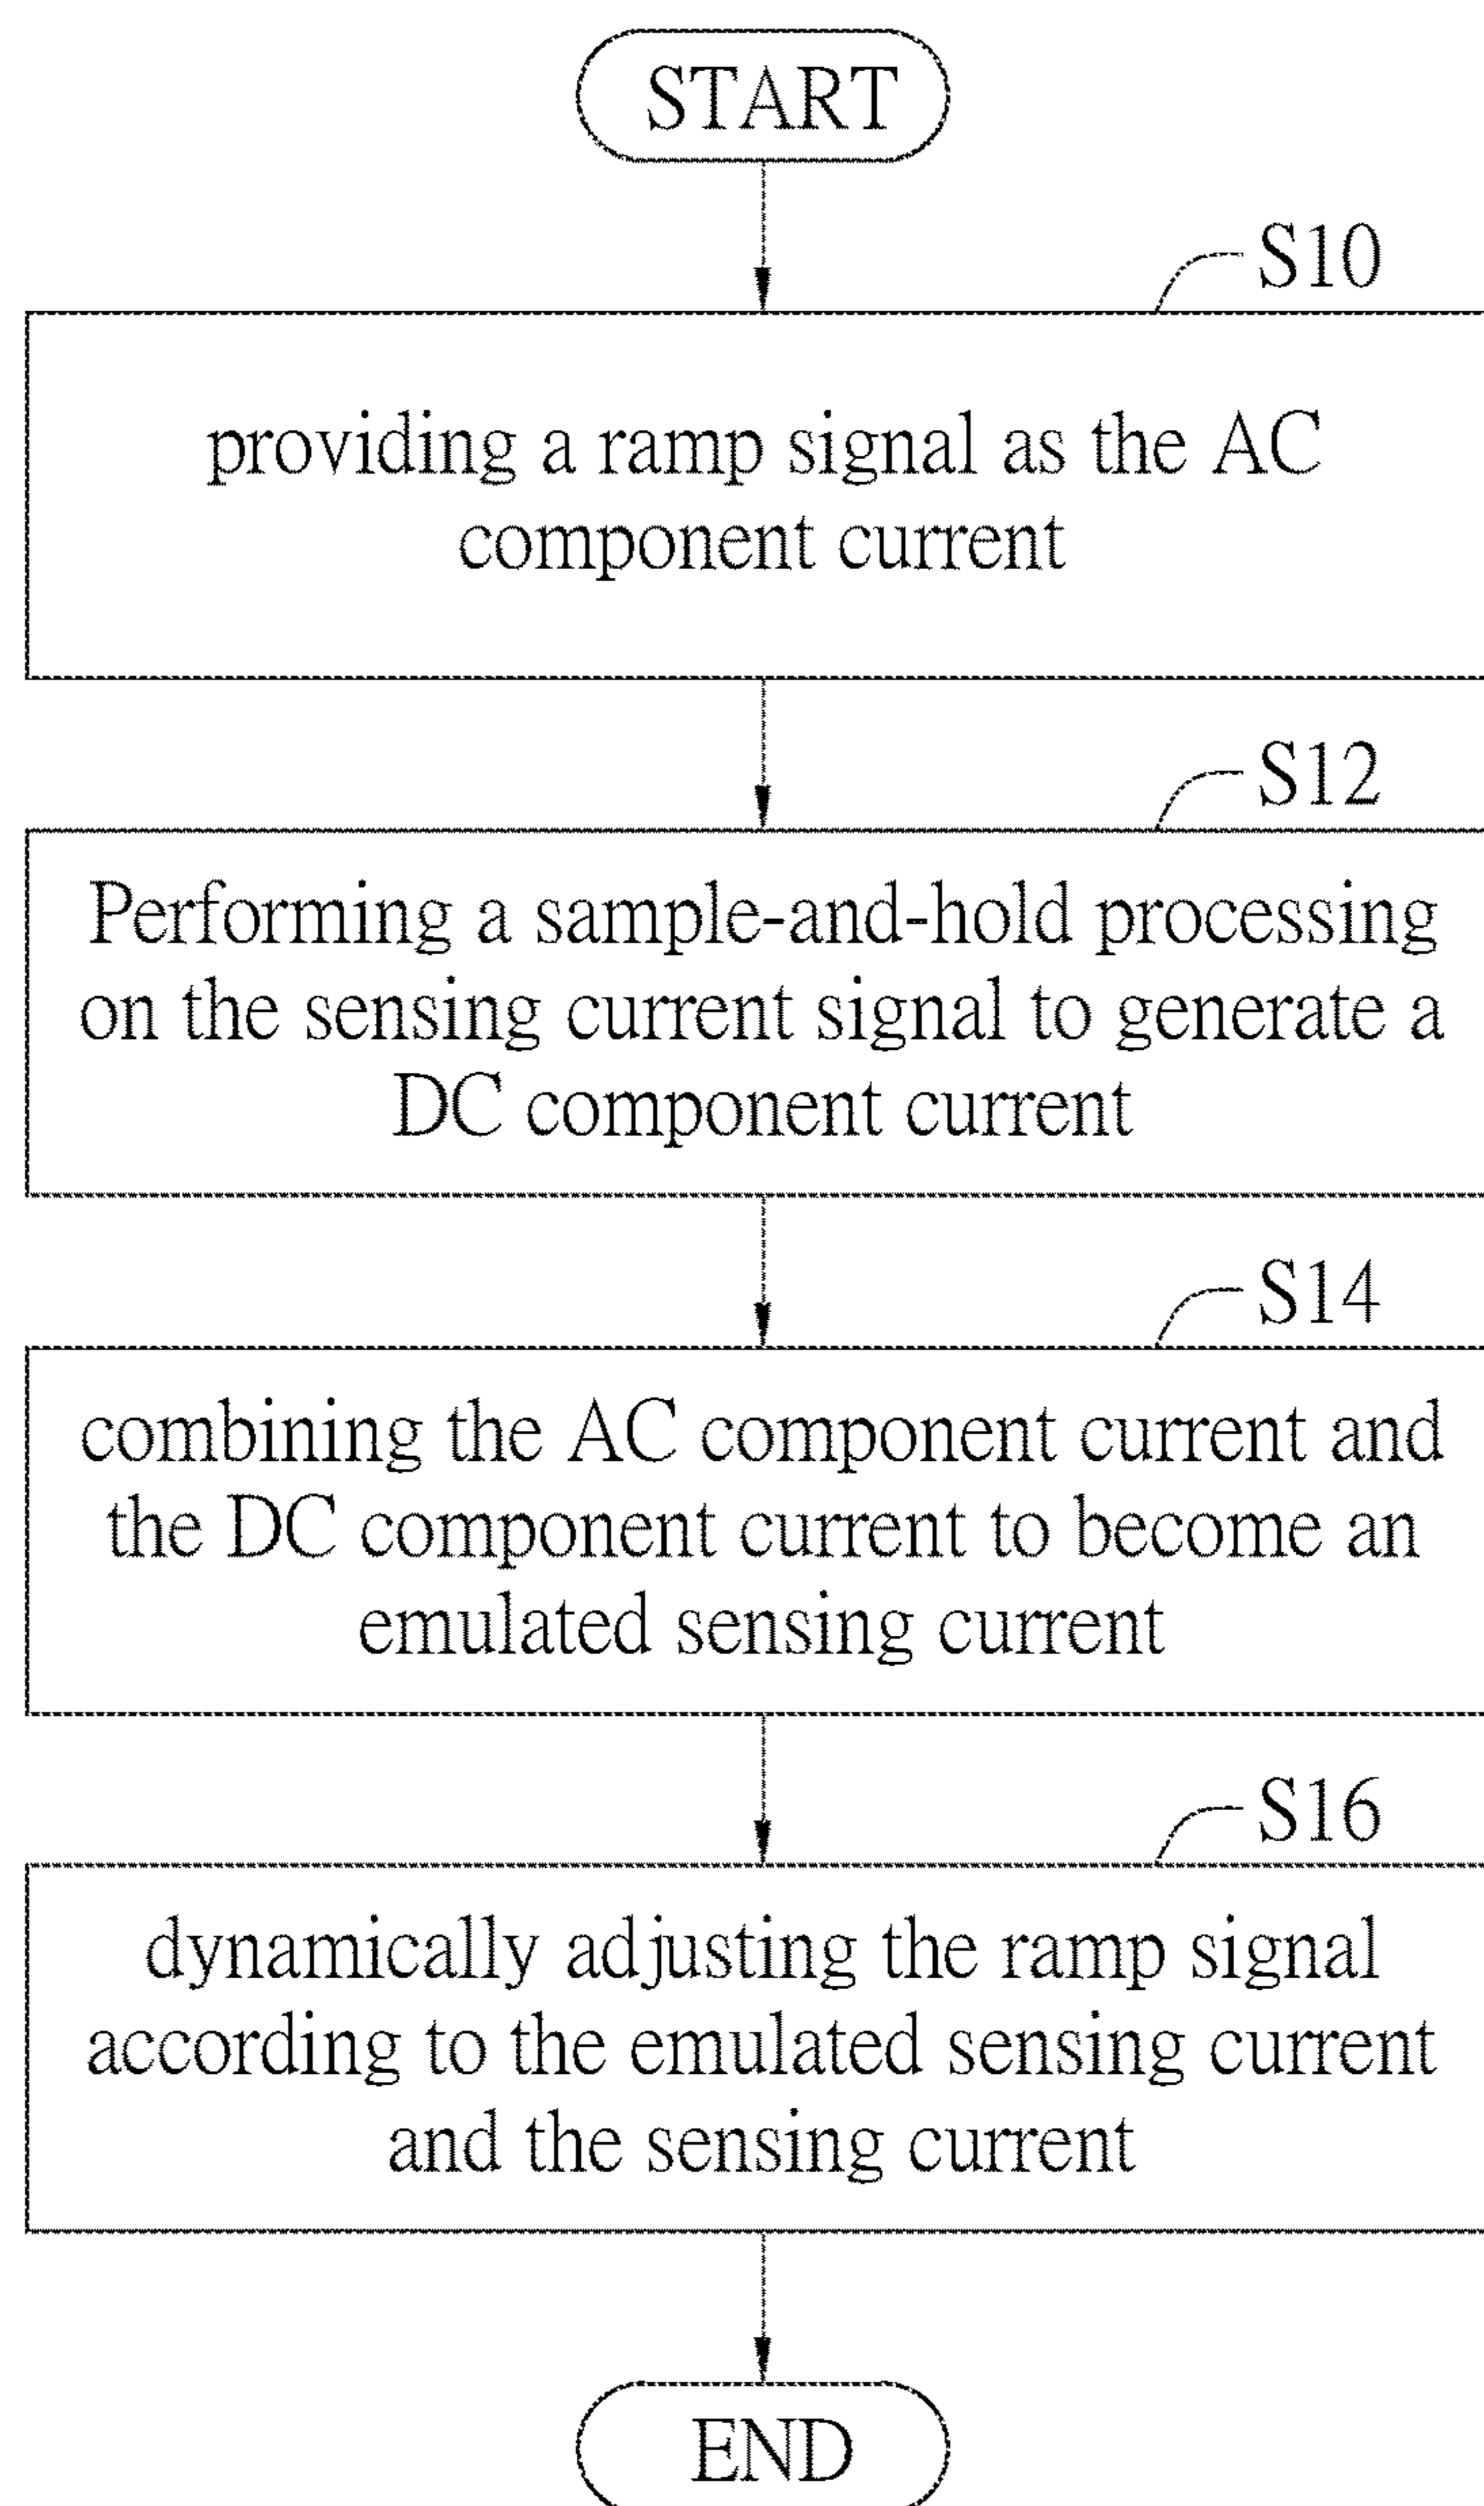 START
S10
providing a ramp signal as the AC
component current
S12
Performing a sample-and-hold processing
on the sensing current signal to generate a
DC component current
S14
combining the AC component current and
the DC component current to become an
emulated sensing current
S16
dynamically adjusting the ramp signal
according to the emulated sensing current
and the sensing current
END